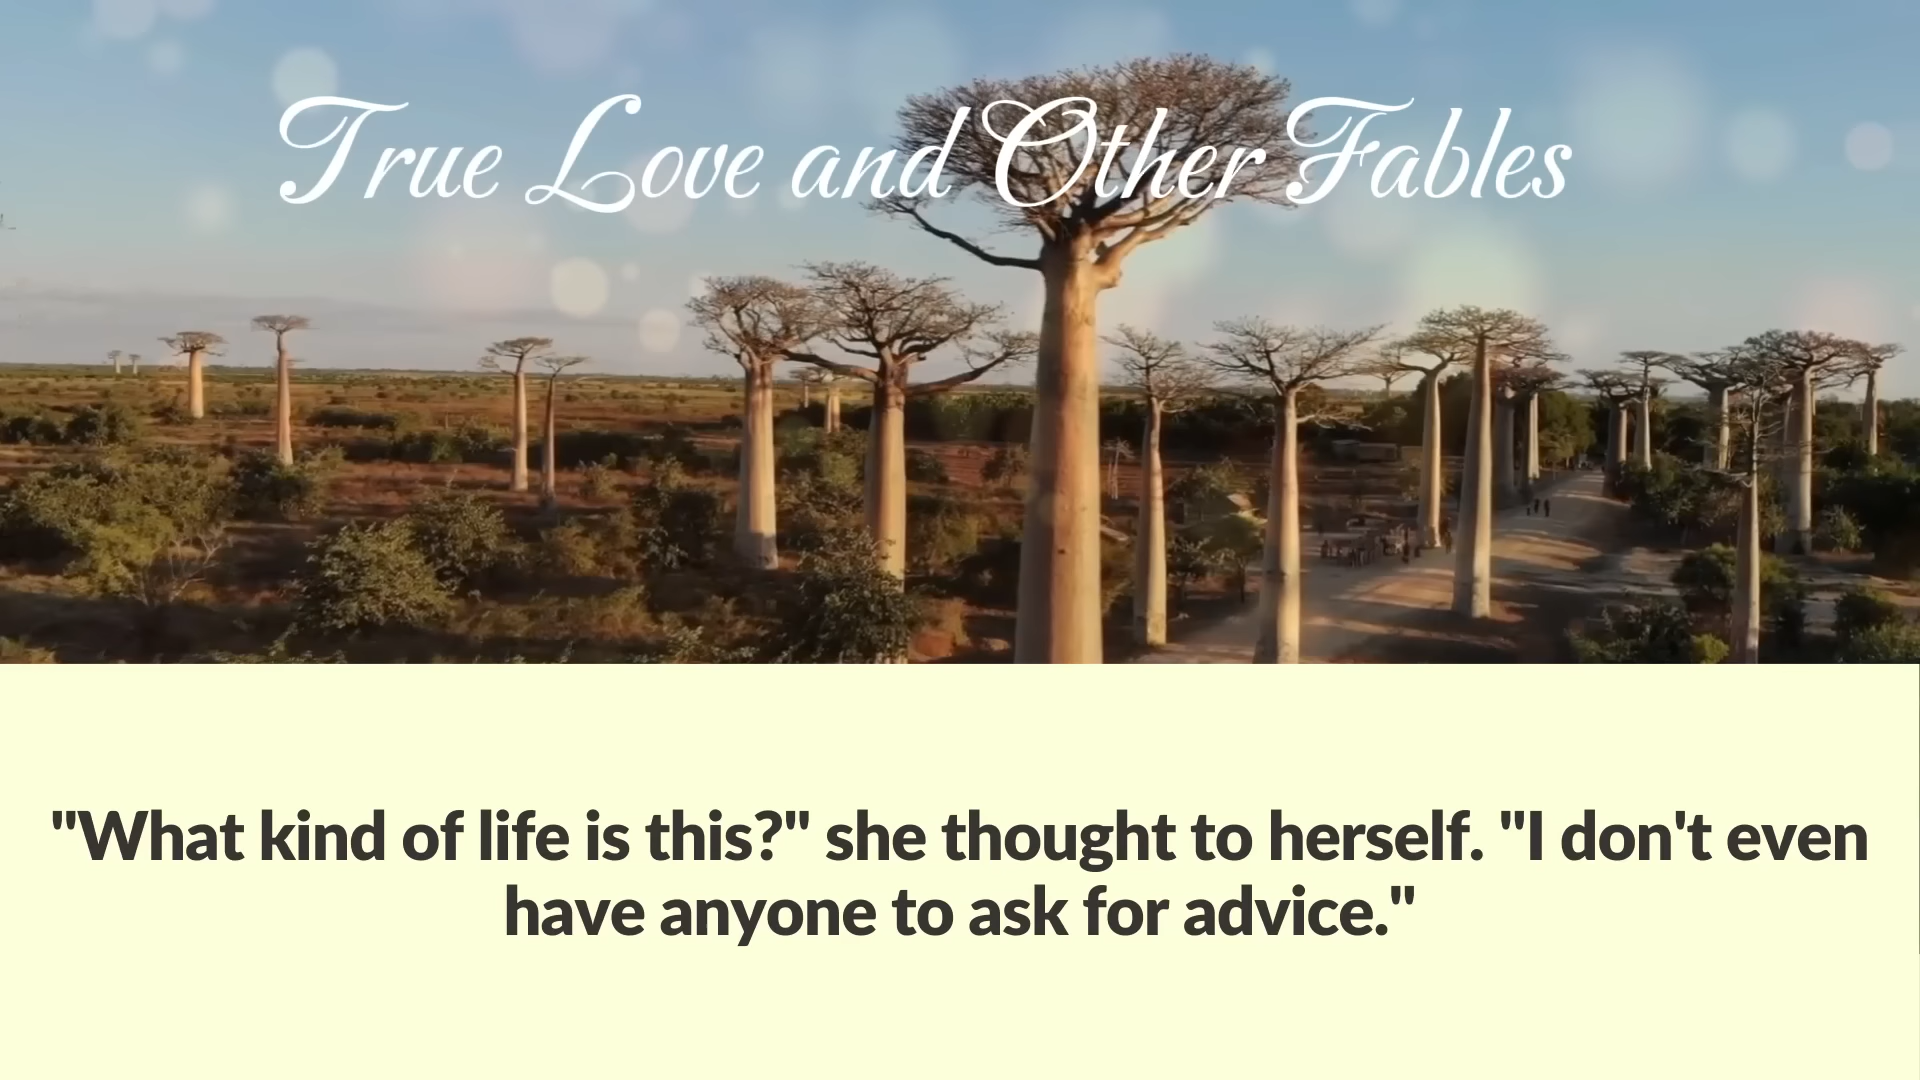 True Love and Other Fables
"What kind of life is this?" she thought to herself. "I don't even
have anyone to ask for advice."